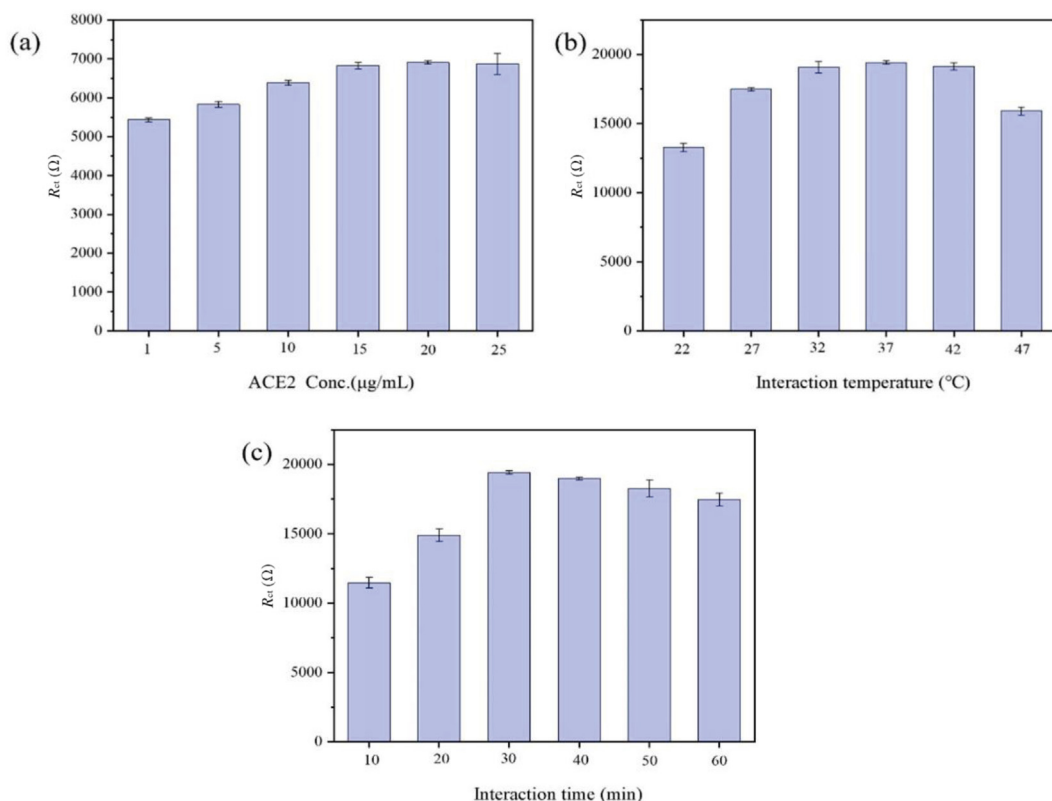 (a)
8000
7000
6000
5000
4000
3000
2000
1000
0
Rct (Ω)
1 5 10 15 20 25
ACE2 Conc.(μg/mL)
(b)
20000
15000
10000
5000
0
Rct (Ω)
22 27 32 37 42 47
Interaction temperature (°C)
(c)
20000
15000
10000
5000
0
Rct (Ω)
10 20 30 40 50 60
Interaction time (min)